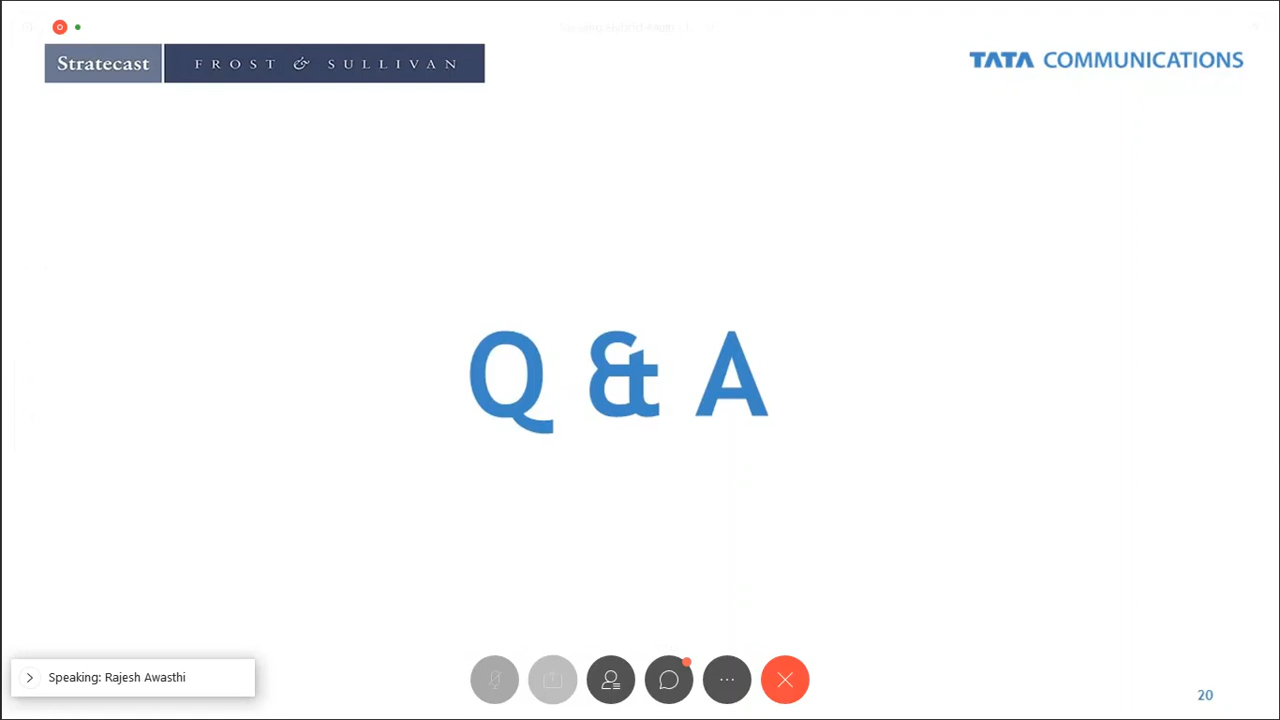 Stratecast FROST & SULLIVAN
TATA COMMUNICATIONS
Q & A
Speaking: Rajesh Awasthi
20